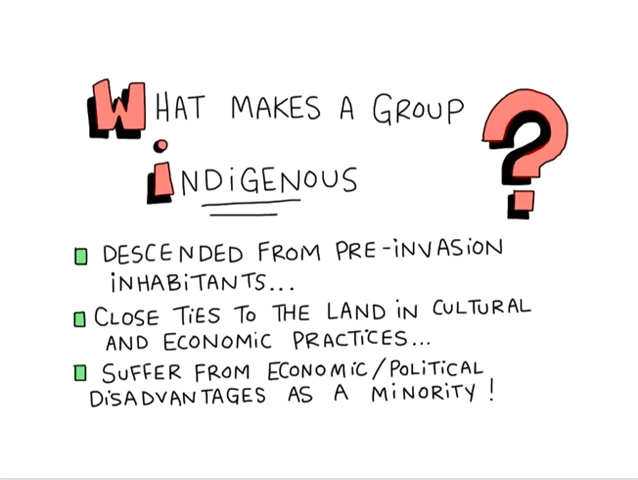 WHAT MAKES A GROUP
iNDiGENOUS ?
DESCENDED FROM PRE-iNVASION
iNHABiTANTS...
CLOSE TiES TO THE LAND iN CULTURAL
AND ECONOMiC PRACTiCES...
SUFFER FROM ECONOMiC/POLiTiCAL
DiSADVANTAGES AS A MiNORiTY!